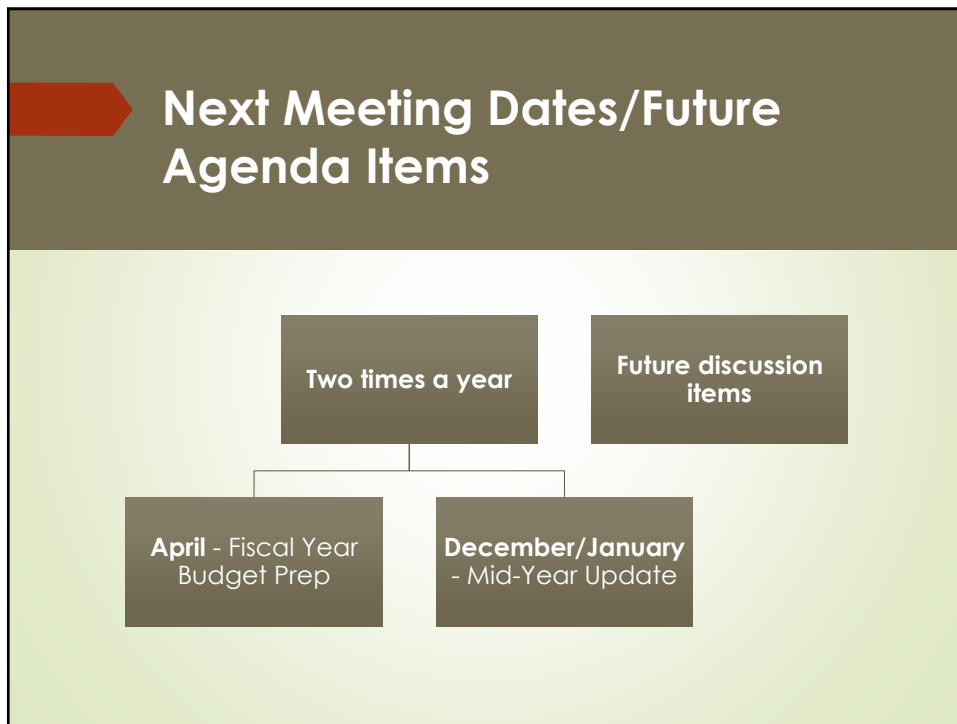 Next Meeting Dates/Future
Agenda Items
Two times a year
Future discussion
items
April - Fiscal Year
Budget Prep
December/January
- Mid-Year Update